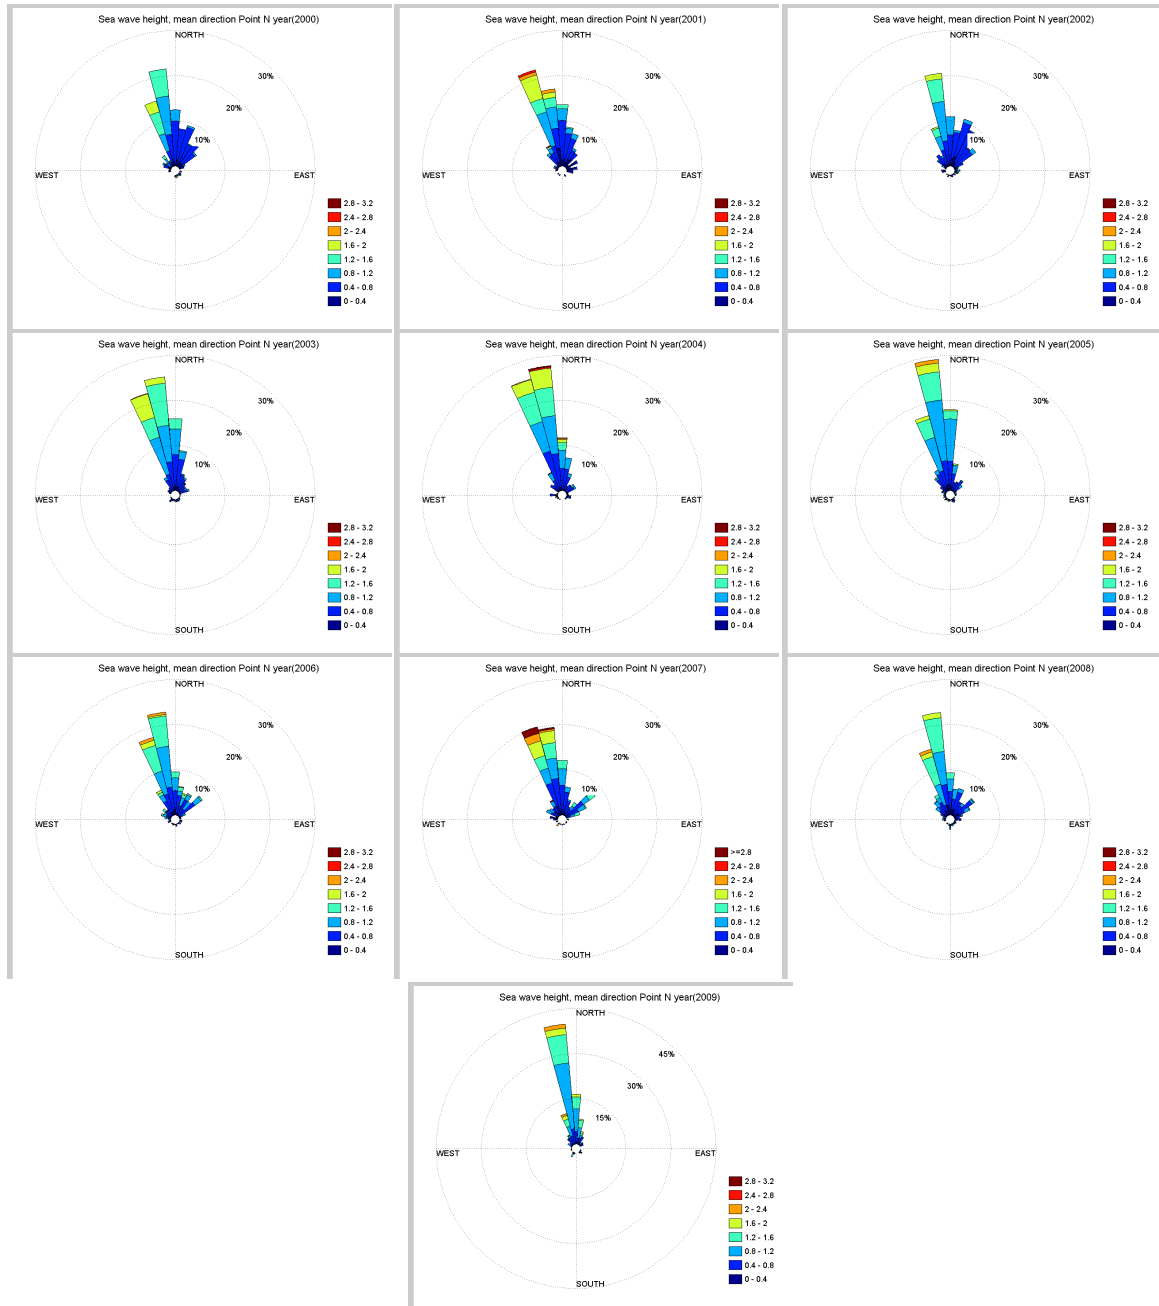 Sea wave height, mean direction Point N year(2000)
NORTH
30%
20%
10%
WEST
EAST
2.8 - 3.2
2.4 - 2.8
2 - 2.4
1.6 - 2
1.2 - 1.6
0.8 - 1.2
0.4 - 0.8
0 - 0.4
SOUTH
Sea wave height, mean direction Point N year(2001)
NORTH
30%
20%
10%
WEST
EAST
2.8 - 3.2
2.4 - 2.8
2 - 2.4
1.6 - 2
1.2 - 1.6
0.8 - 1.2
0.4 - 0.8
0 - 0.4
SOUTH
Sea wave height, mean direction Point N year(2002)
NORTH
30%
20%
10%
WEST
EAST
2.8 - 3.2
2.4 - 2.8
2 - 2.4
1.6 - 2
1.2 - 1.6
0.8 - 1.2
0.4 - 0.8
0 - 0.4
SOUTH
Sea wave height, mean direction Point N year(2003)
NORTH
30%
20%
10%
WEST
EAST
2.8 - 3.2
2.4 - 2.8
2 - 2.4
1.6 - 2
1.2 - 1.6
0.8 - 1.2
0.4 - 0.8
0 - 0.4
SOUTH
Sea wave height, mean direction Point N year(2004)
NORTH
30%
20%
10%
WEST
EAST
2.8 - 3.2
2.4 - 2.8
2 - 2.4
1.6 - 2
1.2 - 1.6
0.8 - 1.2
0.4 - 0.8
0 - 0.4
SOUTH
Sea wave height, mean direction Point N year(2005)
NORTH
30%
20%
10%
WEST
EAST
2.8 - 3.2
2.4 - 2.8
2 - 2.4
1.6 - 2
1.2 - 1.6
0.8 - 1.2
0.4 - 0.8
0 - 0.4
SOUTH
Sea wave height, mean direction Point N year(2006)
NORTH
30%
20%
10%
WEST
EAST
2.8 - 3.2
2.4 - 2.8
2 - 2.4
1.6 - 2
1.2 - 1.6
0.8 - 1.2
0.4 - 0.8
0 - 0.4
SOUTH
Sea wave height, mean direction Point N year(2007)
NORTH
30%
20%
10%
WEST
EAST
>=2.8
2.4 - 2.8
2 - 2.4
1.6 - 2
1.2 - 1.6
0.8 - 1.2
0.4 - 0.8
0 - 0.4
SOUTH
Sea wave height, mean direction Point N year(2008)
NORTH
30%
20%
10%
WEST
EAST
2.8 - 3.2
2.4 - 2.8
2 - 2.4
1.6 - 2
1.2 - 1.6
0.8 - 1.2
0.4 - 0.8
0 - 0.4
SOUTH
Sea wave height, mean direction Point N year(2009)
NORTH
45%
30%
15%
WEST
EAST
2.8 - 3.2
2.4 - 2.8
2 - 2.4
1.6 - 2
1.2 - 1.6
0.8 - 1.2
0.4 - 0.8
0 - 0.4
SOUTH